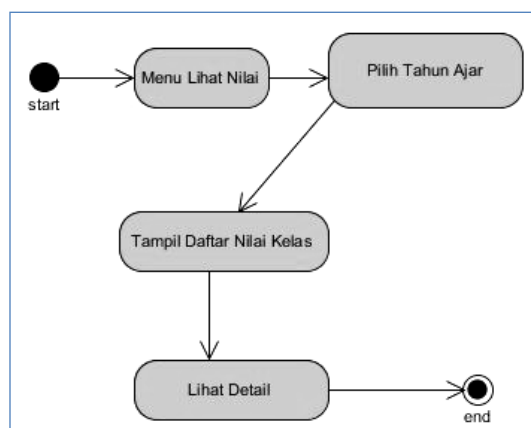 Menu Lihat Nilai
Pilih Tahun Ajar
start
Tampil Daftar Nilai Kelas
Lihat Detail
end